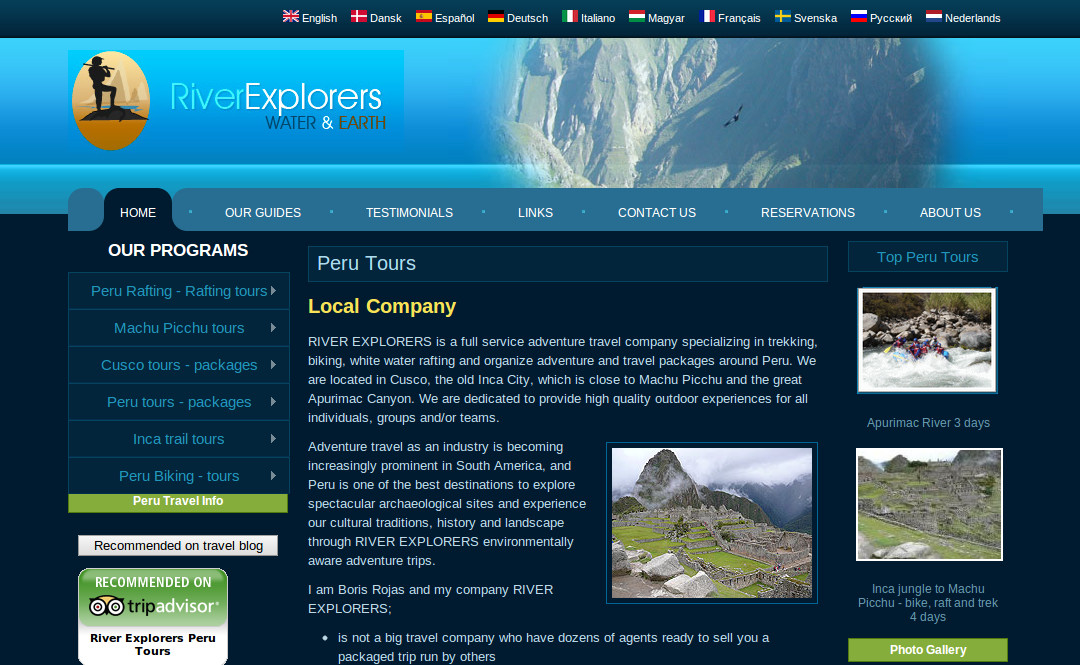 English Dansk Español Deutsch Italiano Magyar Français Svenska Русский Nederlands
RiverExplorers
WATER & EARTH
HOME OUR GUIDES TESTIMONIALS LINKS CONTACT US RESERVATIONS ABOUT US
OUR PROGRAMS
Peru Rafting - Rafting tours
Machu Picchu tours
Cusco tours - packages
Peru tours - packages
Inca trail tours
Peru Biking - tours
Peru Travel Info
Recommended on travel blog
RECOMMENDED ON
tripadvisor
River Explorers Peru
Tours
Peru Tours
Local Company
RIVER EXPLORERS is a full service adventure travel company specializing in trekking,
biking, white water rafting and organize adventure and travel packages around Peru. We
are located in Cusco, the old Inca City, which is close to Machu Picchu and the great
Apurimac Canyon. We are dedicated to provide high quality outdoor experiences for all
individuals, groups and/or teams.
Adventure travel as an industry is becoming
increasingly prominent in South America, and
Peru is one of the best destinations to explore
spectacular archaeological sites and experience
our cultural traditions, history and landscape
through RIVER EXPLORERS environmentally
aware adventure trips.
I am Boris Rojas and my company RIVER
EXPLORERS;
• is not a big travel company who have dozens of agents ready to sell you a
packaged trip run by others
Top Peru Tours
Apurimac River 3 days
Inca jungle to Machu
Picchu - bike, raft and trek
4 days
Photo Gallery